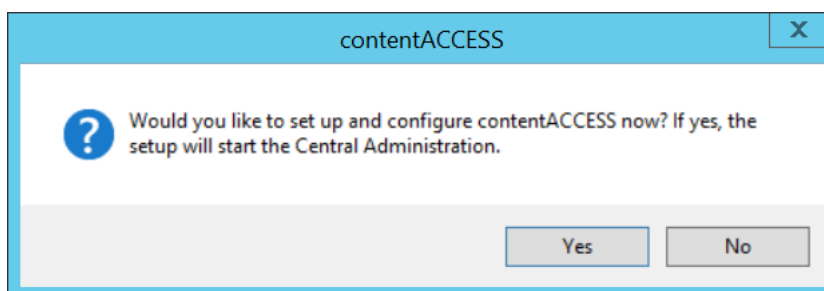 contentACCESS
X
Would you like to set up and configure contentACCESS now? If yes, the
setup will start the Central Administration.
?
Yes No